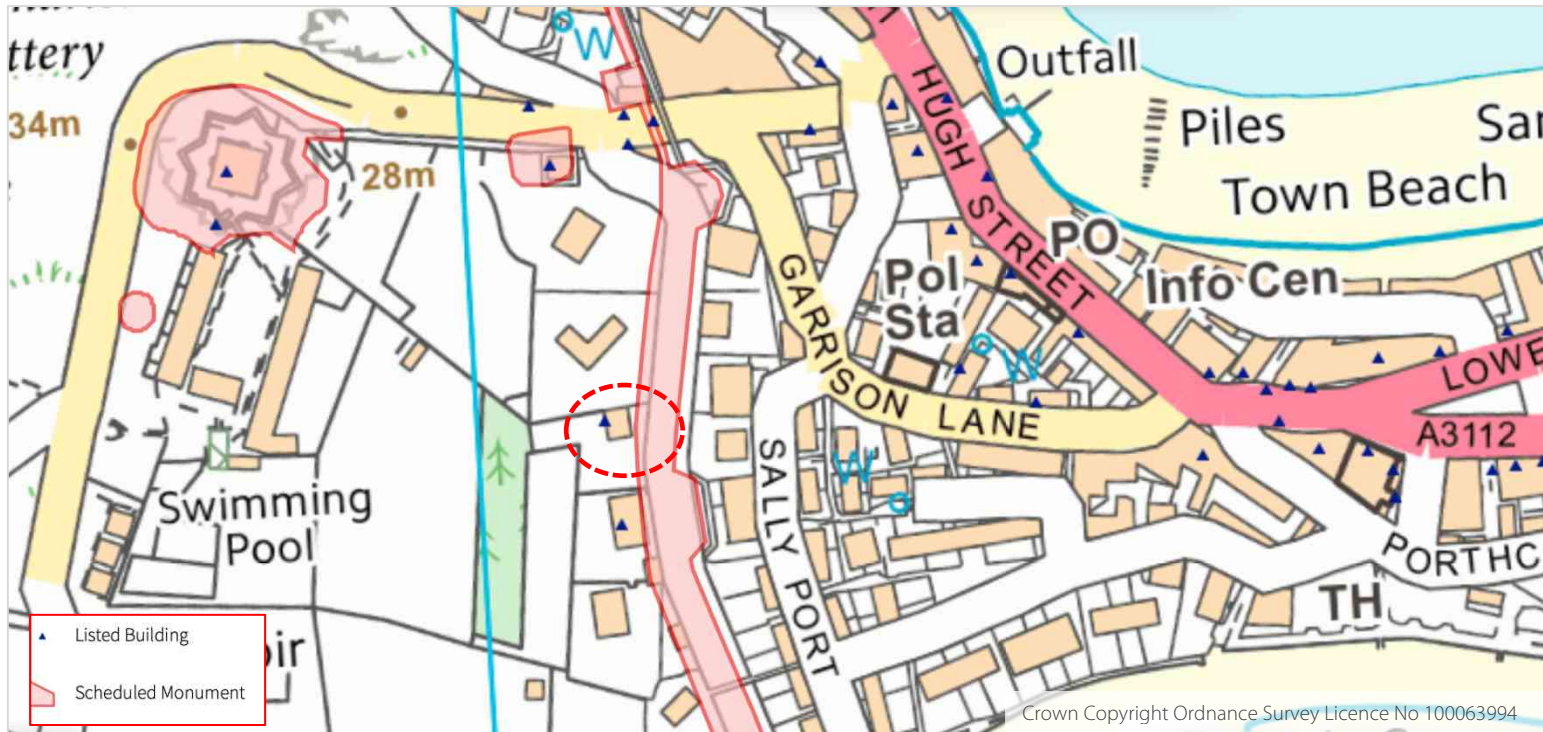 ttery
34m
28m
W
Outfall
Piles
Town Beach
HUGH STREET
PO
Info Cen
Pol
Sta
W
GARRISON LANE
LOWE
A3112
SALLY PORT
W
PORTHC
TH
Swimming
Pool
oir
Listed Building
Scheduled Monument
Crown Copyright Ordnance Survey Licence No 100063994